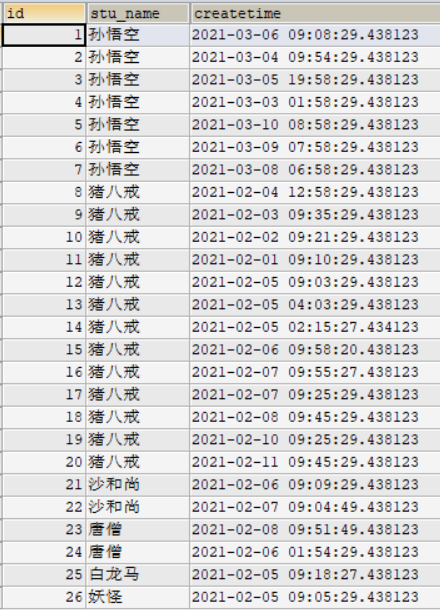 id stu_name createtime
1 孙悟空 2021-03-06 09:08:29.438123
2 孙悟空 2021-03-04 09:54:29.438123
3 孙悟空 2021-03-05 19:58:29.438123
4 孙悟空 2021-03-03 01:58:29.438123
5 孙悟空 2021-03-10 08:58:29.438123
6 孙悟空 2021-03-09 07:58:29.438123
7 孙悟空 2021-03-08 06:58:29.438123
8 猪八戒 2021-02-04 12:58:29.438123
9 猪八戒 2021-02-03 09:35:29.438123
10 猪八戒 2021-02-02 09:21:29.438123
11 猪八戒 2021-02-01 09:10:29.438123
12 猪八戒 2021-02-05 09:03:29.438123
13 猪八戒 2021-02-05 04:03:29.438123
14 猪八戒 2021-02-05 02:15:27.434123
15 猪八戒 2021-02-06 09:58:20.438123
16 猪八戒 2021-02-07 09:55:27.438123
17 猪八戒 2021-02-07 09:25:29.438123
18 猪八戒 2021-02-08 09:45:29.438123
19 猪八戒 2021-02-10 09:25:29.438123
20 猪八戒 2021-02-11 09:45:29.438123
21 沙和尚 2021-02-06 09:09:29.438123
22 沙和尚 2021-02-07 09:04:49.438123
23 唐僧 2021-02-08 09:51:49.438123
24 唐僧 2021-02-06 01:54:29.438123
25 白龙马 2021-02-05 09:18:27.438123
26 妖怪 2021-02-05 09:05:29.438123